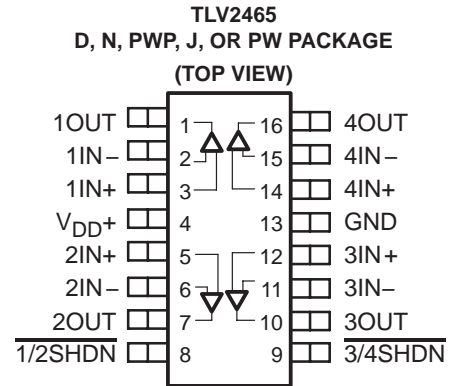 TLV2465
D, N, PWP, J, OR PW PACKAGE
(TOP VIEW)
1OUT 1 16 4OUT
1IN− 2 15 4IN−
1IN+ 3 14 4IN+
VDD+ 4 13 GND
2IN+ 5 12 3IN+
2IN− 6 11 3IN−
2OUT 7 10 3OUT
1/2SHDN 8 9 3/4SHDN